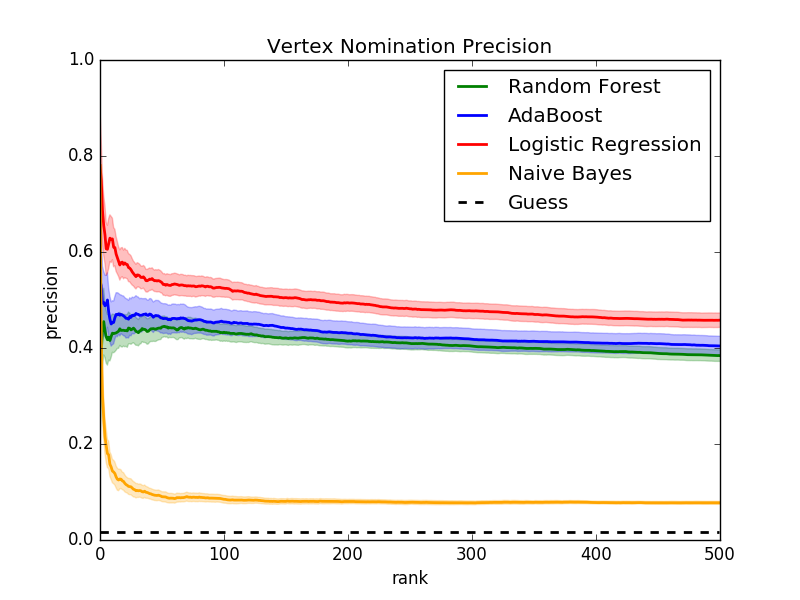 Vertex Nomination Precision
1.0
0.8
0.6
0.4
0.2
0.0
precision
Random Forest
AdaBoost
Logistic Regression
Naive Bayes
Guess
0 100 200 300 400 500
rank